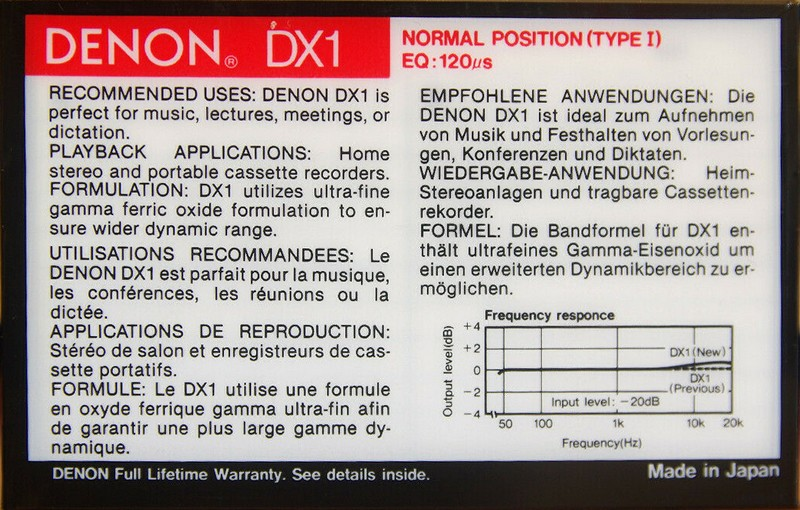 DENON® DX1
NORMAL POSITION (TYPE I)
EQ:120µs
RECOMMENDED USES: DENON DX1 is
perfect for music, lectures, meetings, or
dictation.
PLAYBACK APPLICATIONS: Home
stereo and portable cassette recorders.
FORMULATION: DX1 utilizes ultra-fine
gamma ferric oxide formulation to en-
sure wider dynamic range.
UTILISATIONS RECOMMANDEES: Le
DENON DX1 est parfait pour la musique,
les conférences, les réunions ou la
dictée.
APPLICATIONS DE REPRODUCTION:
Stéréo de salon et enregistreurs de cas-
sette portatifs.
FORMULE: Le DX1 utilise une formule
en oxyde ferrique gamma ultra-fin afin
de garantir une plus large gamme dy-
namique.
EMPFOHLENE ANWENDUNGEN: Die
DENON DX1 ist ideal zum Aufnehmen
von Musik und Festhalten von Vorlesun-
gen, Konferenzen und Diktaten.
WIEDERGABE-ANWENDUNG: Heim-
Stereoanlagen und tragbare Cassetten-
rekorder.
FORMEL: Die Bandformel für DX1 en-
thält ultrafeines Gamma-Eisenoxid um
einen erweiterten Dynamikbereich zu er-
möglichen.
Frequency responce
Output level(dB)
+4
+2
0
−2
−4
DX1(New)
DX1
(Previous)
Input level: −20dB
50 100 1k 10k 20k
Frequency(Hz)
DENON Full Lifetime Warranty. See details inside.
Made in Japan